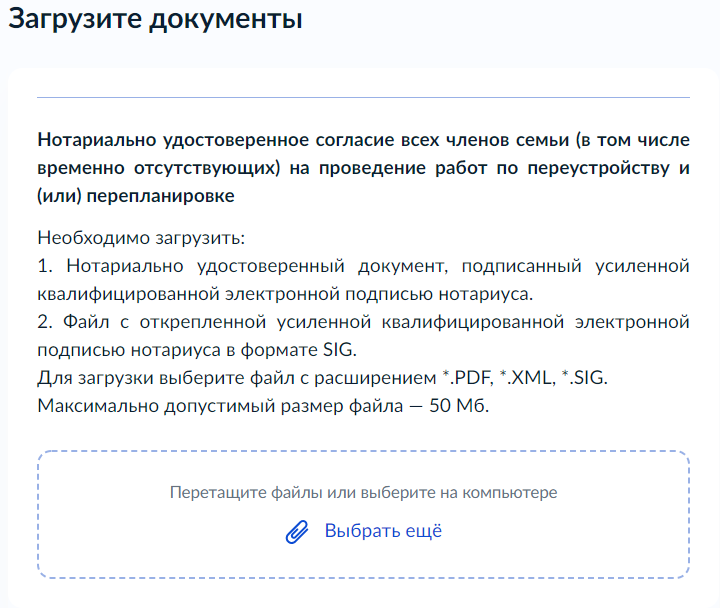 Загрузите документы
Нотариально удостоверенное согласие всех членов семьи (в том числе
временно отсутствующих) на проведение работ по переустройству и
(или) перепланировке
Необходимо загрузить:
1. Нотариально удостоверенный документ, подписанный усиленной
квалифицированной электронной подписью нотариуса.
2. Файл с открепленной усиленной квалифицированной электронной
подписью нотариуса в формате SIG.
Для загрузки выберите файл с расширением *.PDF, *.XML, *.SIG.
Максимально допустимый размер файла — 50 Мб.
Перетащите файлы или выберите на компьютере
Выбрать ещё